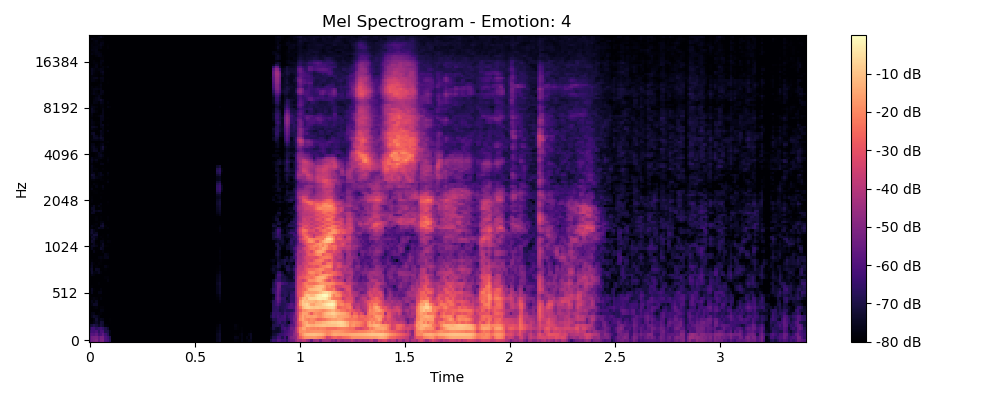 Mel Spectrogram - Emotion: 4
Hz
16384
8192
4096
2048
1024
512
0
0
0.5
1
1.5
2
2.5
3
Time
-10 dB
-20 dB
-30 dB
-40 dB
-50 dB
-60 dB
-70 dB
-80 dB